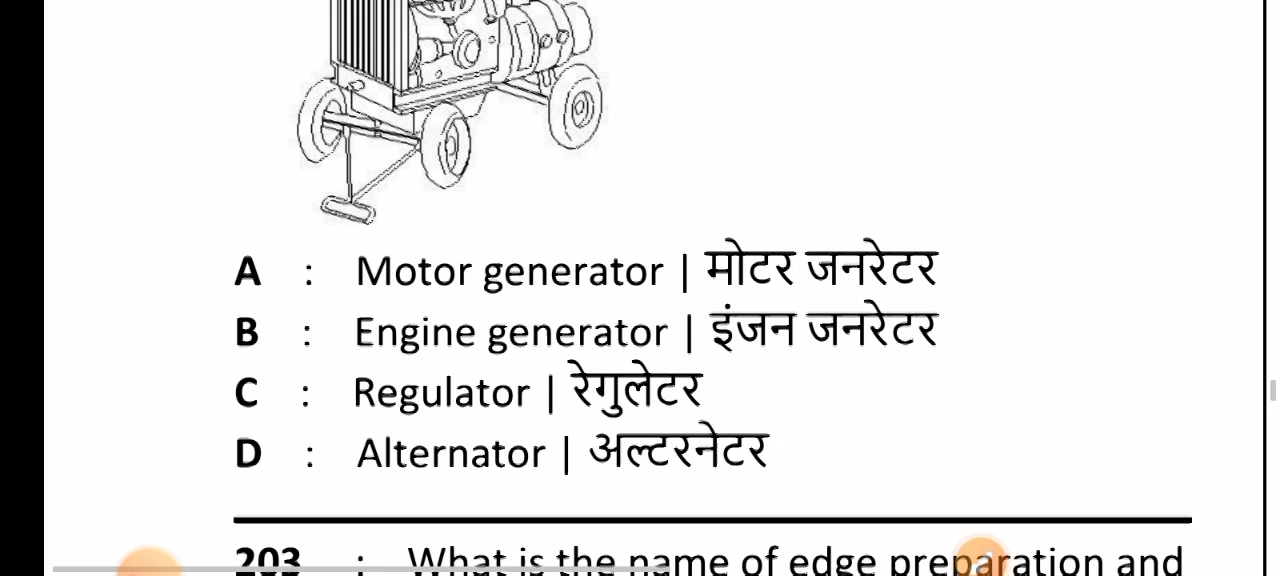 A : Motor generator | मोटर जनरेटर
B : Engine generator | इंजन जनरेटर
C : Regulator | रेगुलेटर
D : Alternator | अल्टरनेटर
203 : What is the name of edge preparation and